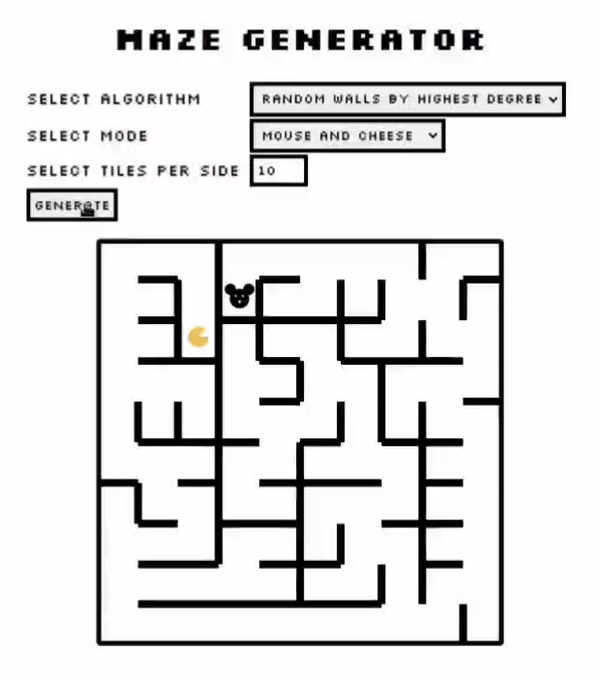 MAZE GENERATOR
SELECT ALGORITHM RANDOM WALLS BY HIGHEST DEGREE
SELECT MODE MOUSE AND CHEESE
SELECT TILES PER SIDE 10
GENERATE